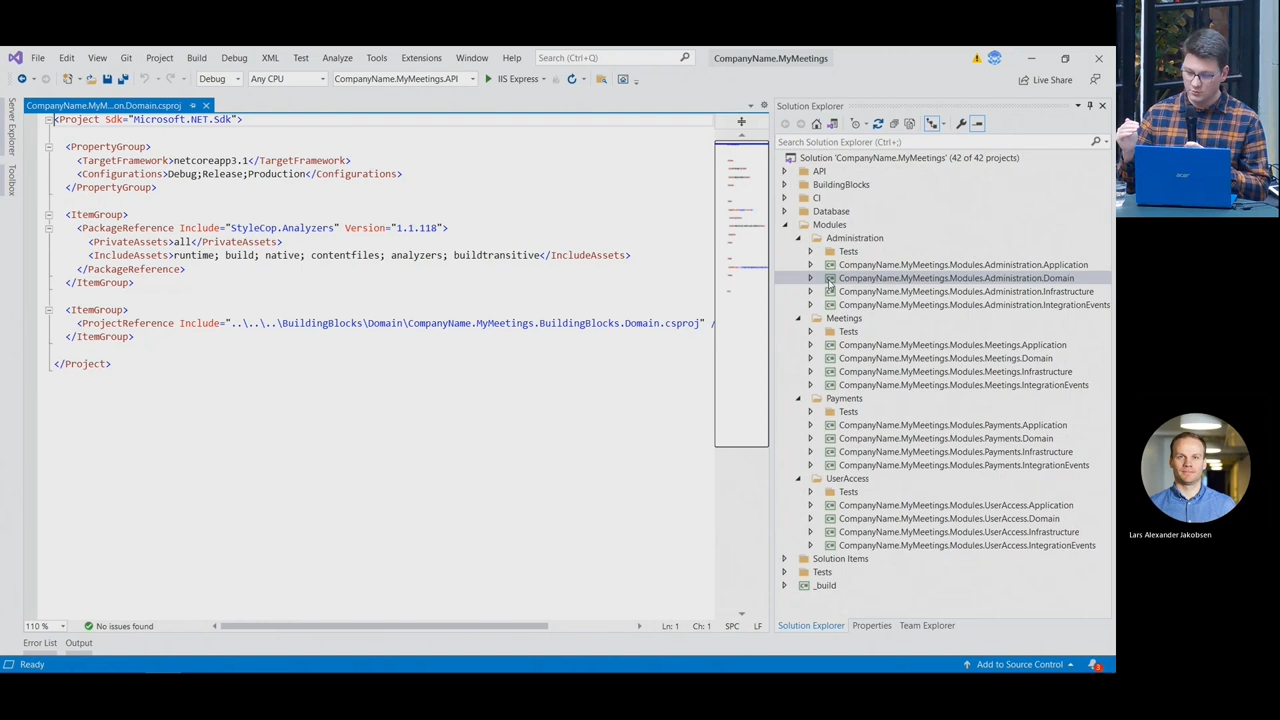 File Edit View Git Project Build Debug XML Test Analyze Tools Extensions Window Help Search (Ctrl+Q) CompanyName.MyMeetings
Debug Any CPU CompanyName.MyMeetings.API IIS Express Live Share
Server Explorer
Toolbox
CompanyName.MyM...on.Domain.csproj
<Project Sdk="Microsoft.NET.Sdk">
<PropertyGroup>
<TargetFramework>netcoreapp3.1</TargetFramework>
<Configurations>Debug;Release;Production</Configurations>
</PropertyGroup>
<ItemGroup>
<PackageReference Include="StyleCop.Analyzers" Version="1.1.118">
<PrivateAssets>all</PrivateAssets>
<IncludeAssets>runtime; build; native; contentfiles; analyzers; buildtransitive</IncludeAssets>
</PackageReference>
</ItemGroup>
<ItemGroup>
<ProjectReference Include="..\..\..\BuildingBlocks\Domain\CompanyName.MyMeetings.BuildingBlocks.Domain.csproj" /
</ItemGroup>
</Project>
110 % No issues found Ln: 1 Ch: 1 SPC LF
Error List Output
Solution Explorer
Search Solution Explorer (Ctrl+;)
Solution 'CompanyName.MyMeetings' (42 of 42 projects)
API
BuildingBlocks
CI
Database
Modules
Administration
Tests
CompanyName.MyMeetings.Modules.Administration.Application
CompanyName.MyMeetings.Modules.Administration.Domain
CompanyName.MyMeetings.Modules.Administration.Infrastructure
CompanyName.MyMeetings.Modules.Administration.IntegrationEvents
Meetings
Tests
CompanyName.MyMeetings.Modules.Meetings.Application
CompanyName.MyMeetings.Modules.Meetings.Domain
CompanyName.MyMeetings.Modules.Meetings.Infrastructure
CompanyName.MyMeetings.Modules.Meetings.IntegrationEvents
Payments
Tests
CompanyName.MyMeetings.Modules.Payments.Application
CompanyName.MyMeetings.Modules.Payments.Domain
CompanyName.MyMeetings.Modules.Payments.Infrastructure
CompanyName.MyMeetings.Modules.Payments.IntegrationEvents
UserAccess
Tests
CompanyName.MyMeetings.Modules.UserAccess.Application
CompanyName.MyMeetings.Modules.UserAccess.Domain
CompanyName.MyMeetings.Modules.UserAccess.Infrastructure
CompanyName.MyMeetings.Modules.UserAccess.IntegrationEvents
Solution Items
Tests
_build
Solution Explorer Properties Team Explorer
Ready Add to Source Control 3
acer
Lars Alexander Jakobsen